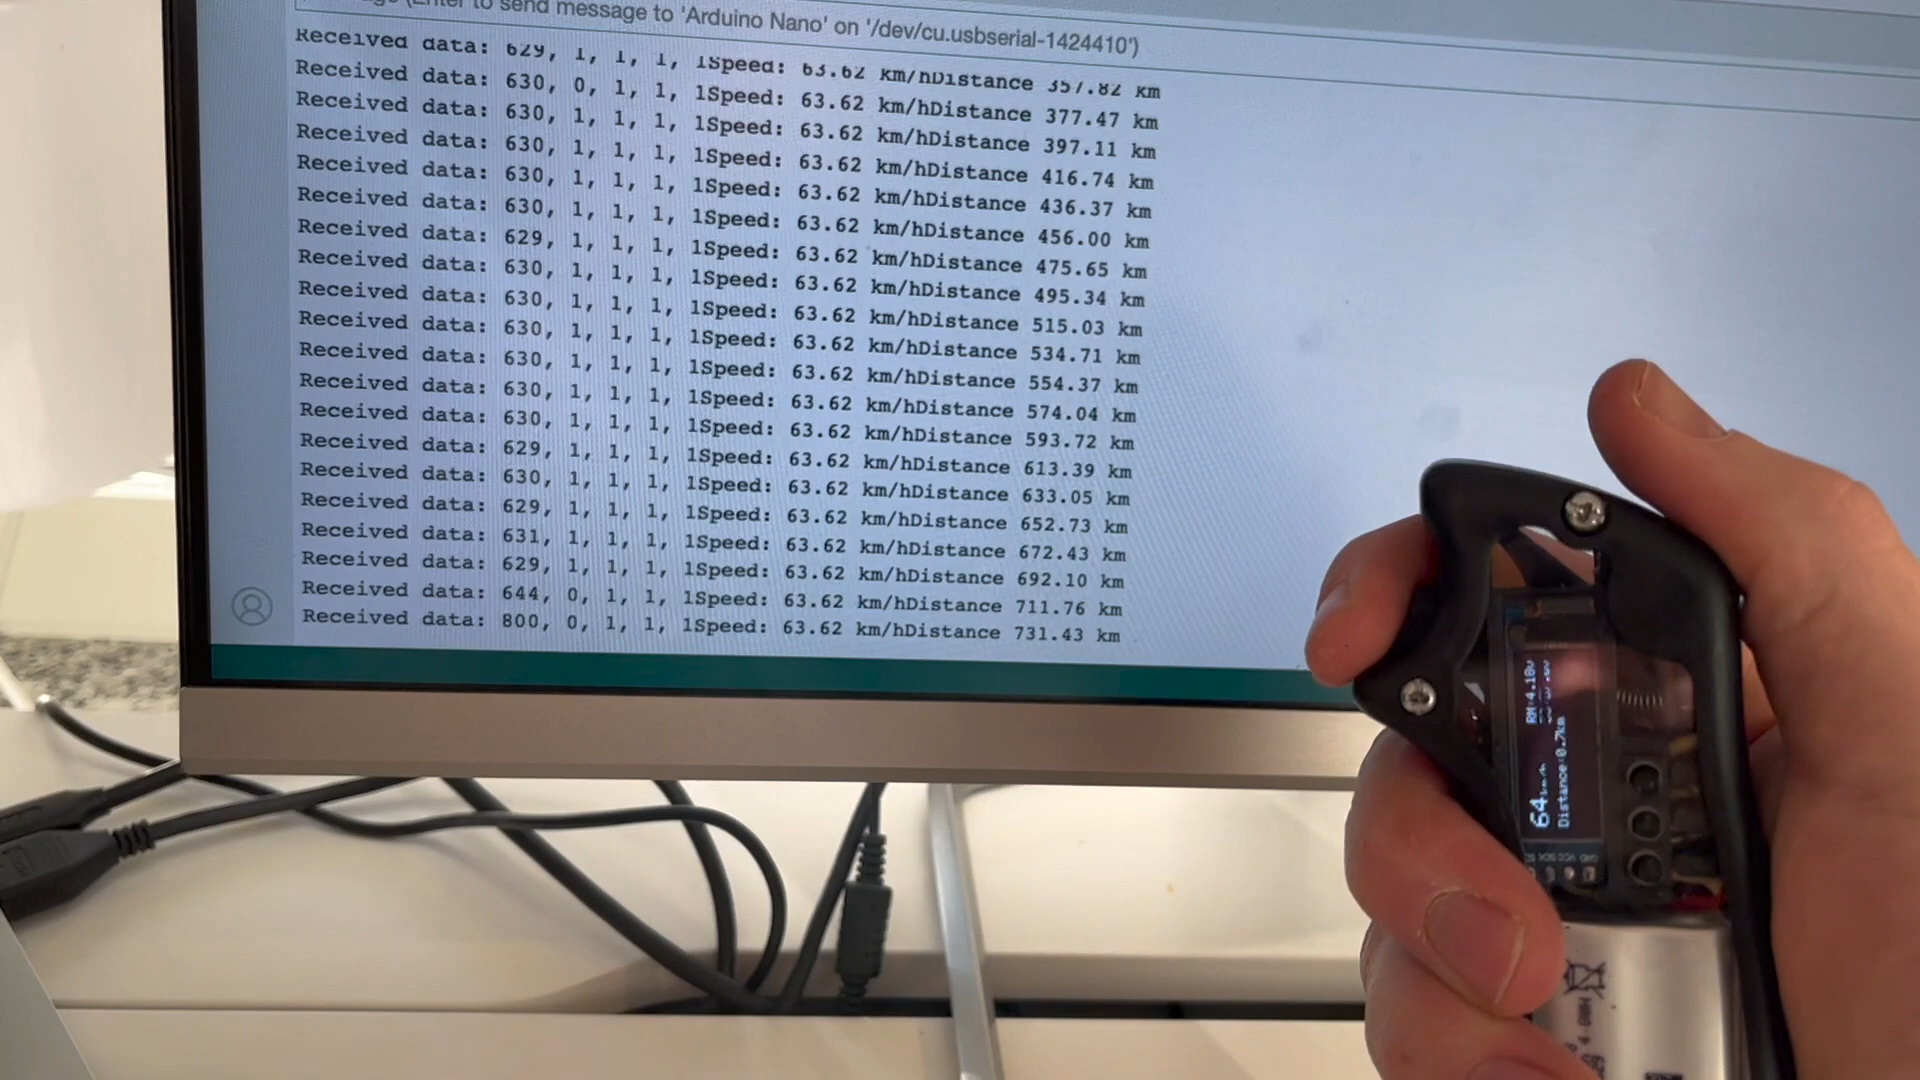 (Enter to send message to 'Arduino Nano' on '/dev/cu.usbserial-1424410')
Received data: 629, 1, 1, 1, 1Speed: 63.62 km/hDistance 357.82 km
Received data: 630, 0, 1, 1, 1Speed: 63.62 km/hDistance 377.47 km
Received data: 630, 1, 1, 1, 1Speed: 63.62 km/hDistance 397.11 km
Received data: 630, 1, 1, 1, 1Speed: 63.62 km/hDistance 416.74 km
Received data: 630, 1, 1, 1, 1Speed: 63.62 km/hDistance 436.37 km
Received data: 630, 1, 1, 1, 1Speed: 63.62 km/hDistance 456.00 km
Received data: 629, 1, 1, 1, 1Speed: 63.62 km/hDistance 475.65 km
Received data: 630, 1, 1, 1, 1Speed: 63.62 km/hDistance 495.34 km
Received data: 630, 1, 1, 1, 1Speed: 63.62 km/hDistance 515.03 km
Received data: 630, 1, 1, 1, 1Speed: 63.62 km/hDistance 534.71 km
Received data: 630, 1, 1, 1, 1Speed: 63.62 km/hDistance 554.37 km
Received data: 630, 1, 1, 1, 1Speed: 63.62 km/hDistance 574.04 km
Received data: 630, 1, 1, 1, 1Speed: 63.62 km/hDistance 593.72 km
Received data: 629, 1, 1, 1, 1Speed: 63.62 km/hDistance 613.39 km
Received data: 630, 1, 1, 1, 1Speed: 63.62 km/hDistance 633.05 km
Received data: 629, 1, 1, 1, 1Speed: 63.62 km/hDistance 652.73 km
Received data: 631, 1, 1, 1, 1Speed: 63.62 km/hDistance 672.43 km
Received data: 629, 1, 1, 1, 1Speed: 63.62 km/hDistance 692.10 km
Received data: 644, 0, 1, 1, 1Speed: 63.62 km/hDistance 711.76 km
Received data: 800, 0, 1, 1, 1Speed: 63.62 km/hDistance 731.43 km
64 RM:4.18v
Distance:0.7km
GND VCC SCK